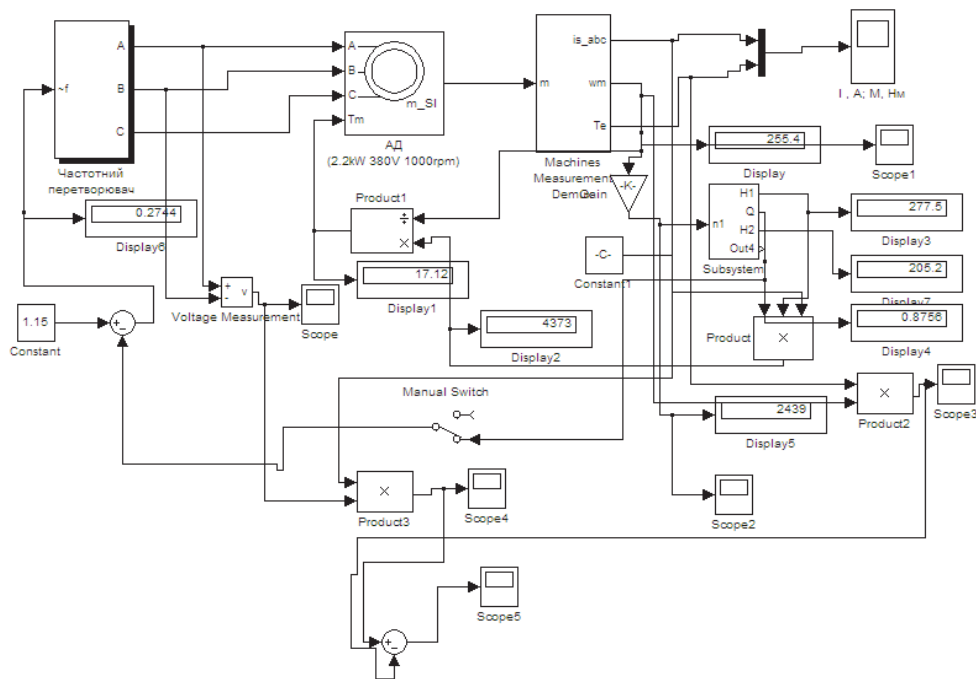 A
B
C
~f
Частотний
перетворювач
A
B
C
Tm
m_SI
АД
(2.2kW 380V 1000rpm)
m
is_abc
wm
Te
Machines
Measurement
Demux
Gain
-K-
I , A; M, Нм
255.4
Display
Scope1
0.2744
Display6
Product1
÷
×
17.12
Display1
-C-
Constant1
n1
H1
Q
H2
Out4
Subsystem
277.5
Display3
205.2
Display7
0.8756
Display4
Product
×
+
-
v
Voltage Measurement
Scope
1.15
Constant
+
-
4373
Display2
Manual Switch
2439
Display5
×
Product2
Scope3
×
Product3
Scope4
Scope2
Scope5
+
-